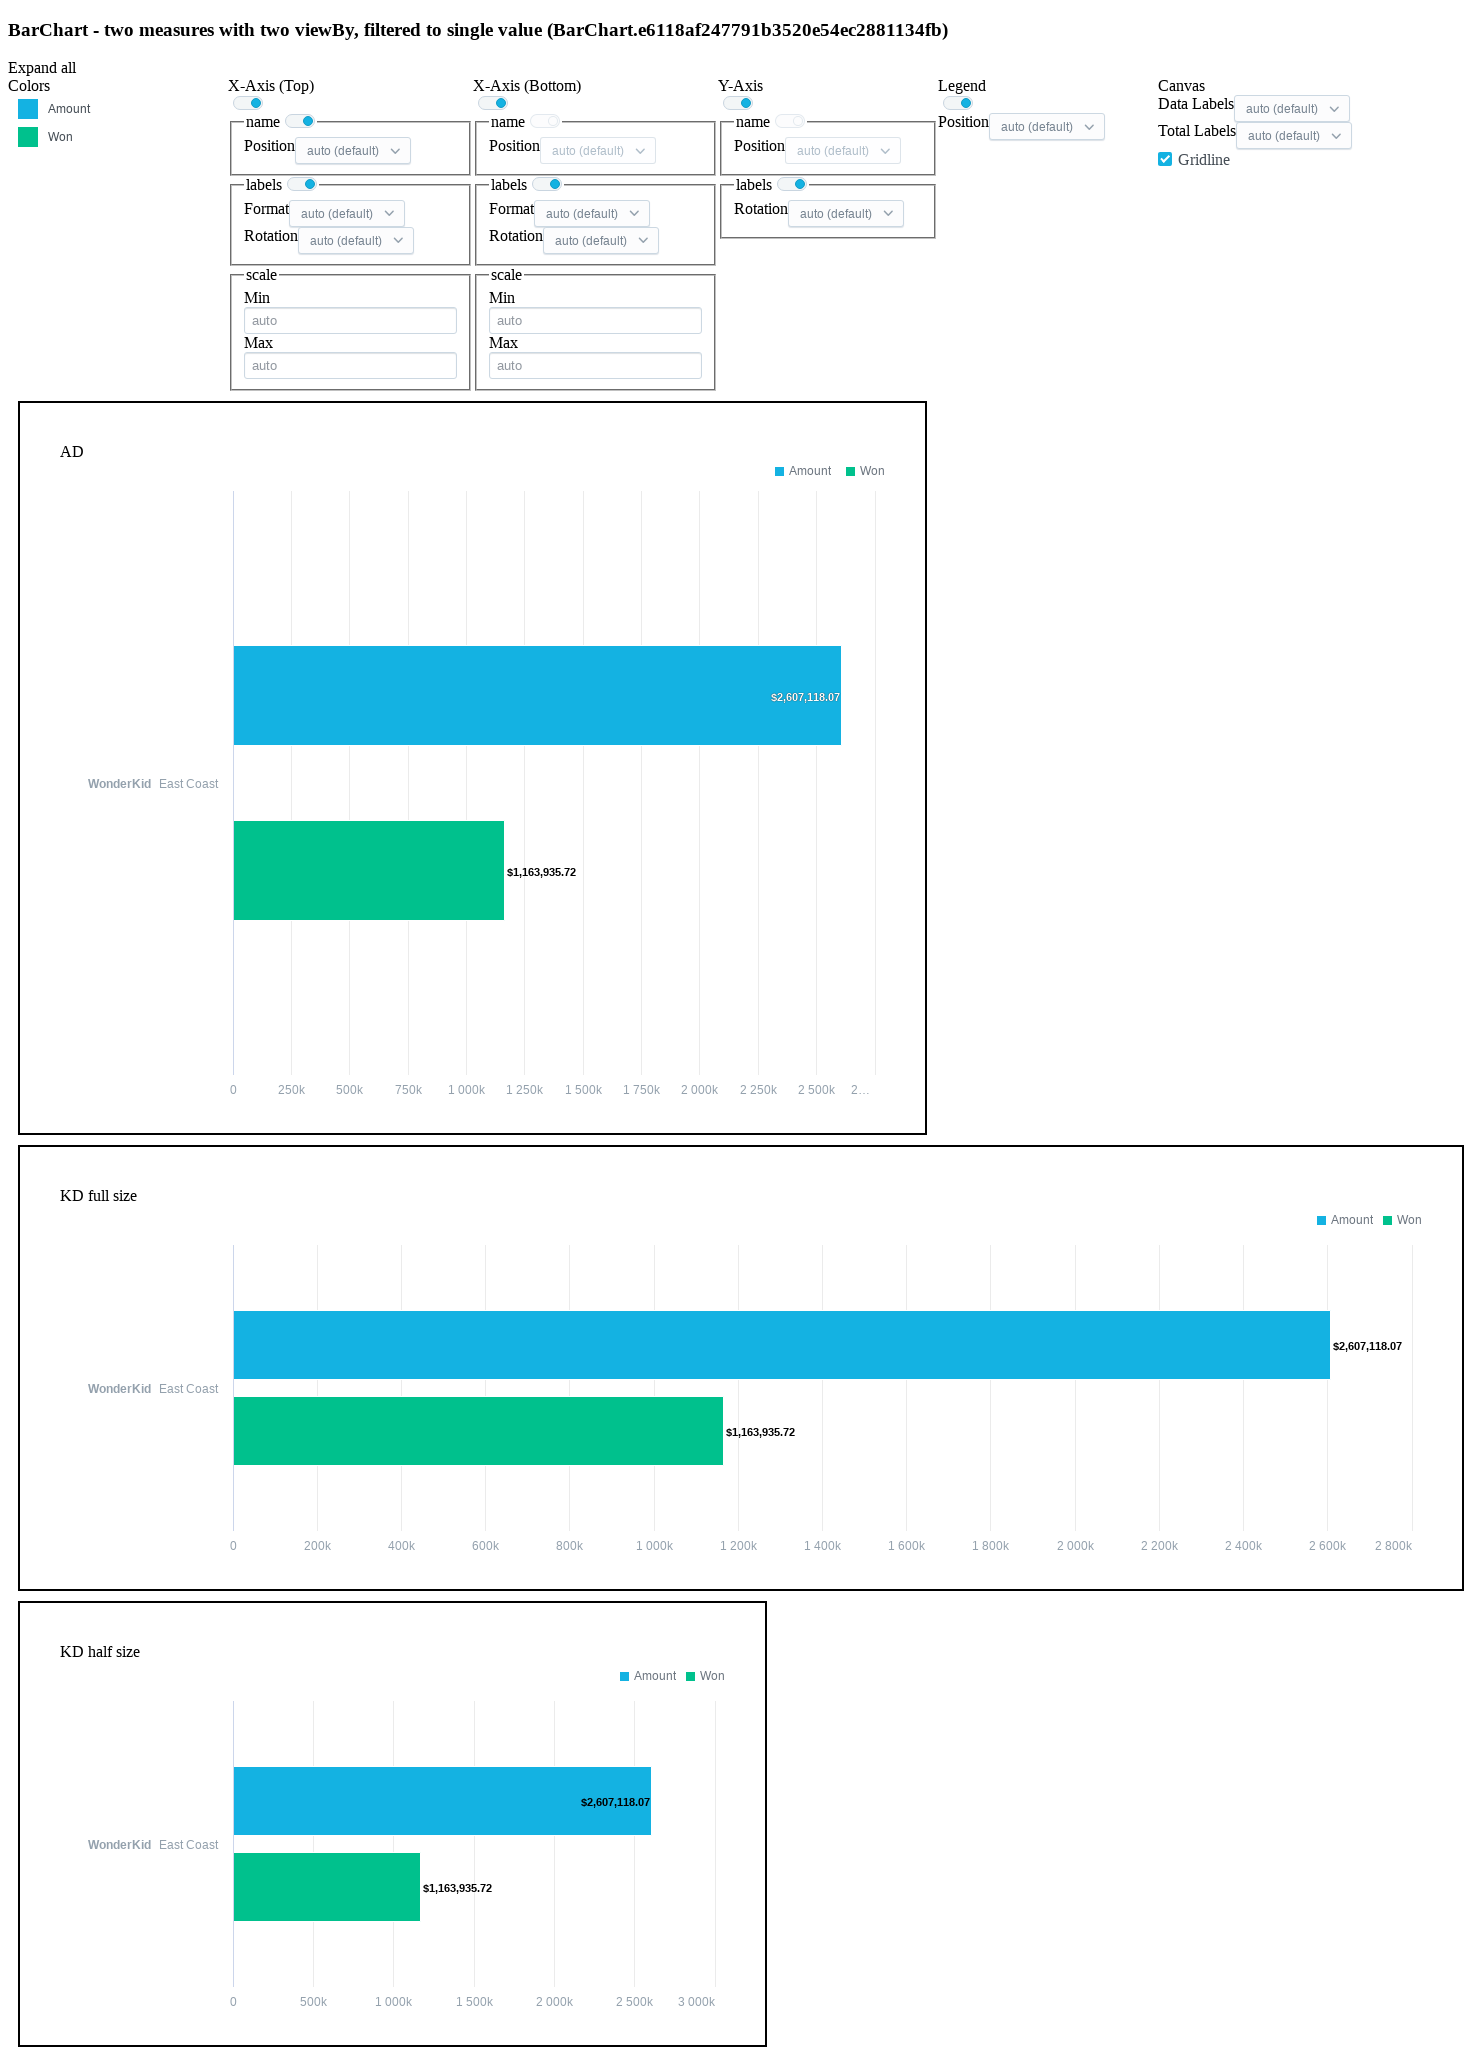 BarChart - two measures with two viewBy, filtered to single value (BarChart.e6118af247791b3520e54ec2881134fb)
Expand all
Colors
Amount
Won
X-Axis (Top)
name
Position auto (default)
labels
Format auto (default)
Rotation auto (default)
scale
Min
auto
Max
auto
X-Axis (Bottom)
name
Position auto (default)
labels
Format auto (default)
Rotation auto (default)
scale
Min
auto
Max
auto
Y-Axis
name
Position auto (default)
labels
Rotation auto (default)
Legend
Position auto (default)
Canvas
Data Labels auto (default)
Total Labels auto (default)
Gridline
AD
Amount Won
$2,607,118.07
WonderKid East Coast
$1,163,935.72
0 250k 500k 750k 1 000k 1 250k 1 500k 1 750k 2 000k 2 250k 2 500k 2…
KD full size
Amount Won
$2,607,118.07
WonderKid East Coast
$1,163,935.72
0 200k 400k 600k 800k 1 000k 1 200k 1 400k 1 600k 1 800k 2 000k 2 200k 2 400k 2 600k 2 800k
KD half size
Amount Won
$2,607,118.07
WonderKid East Coast
$1,163,935.72
0 500k 1 000k 1 500k 2 000k 2 500k 3 000k